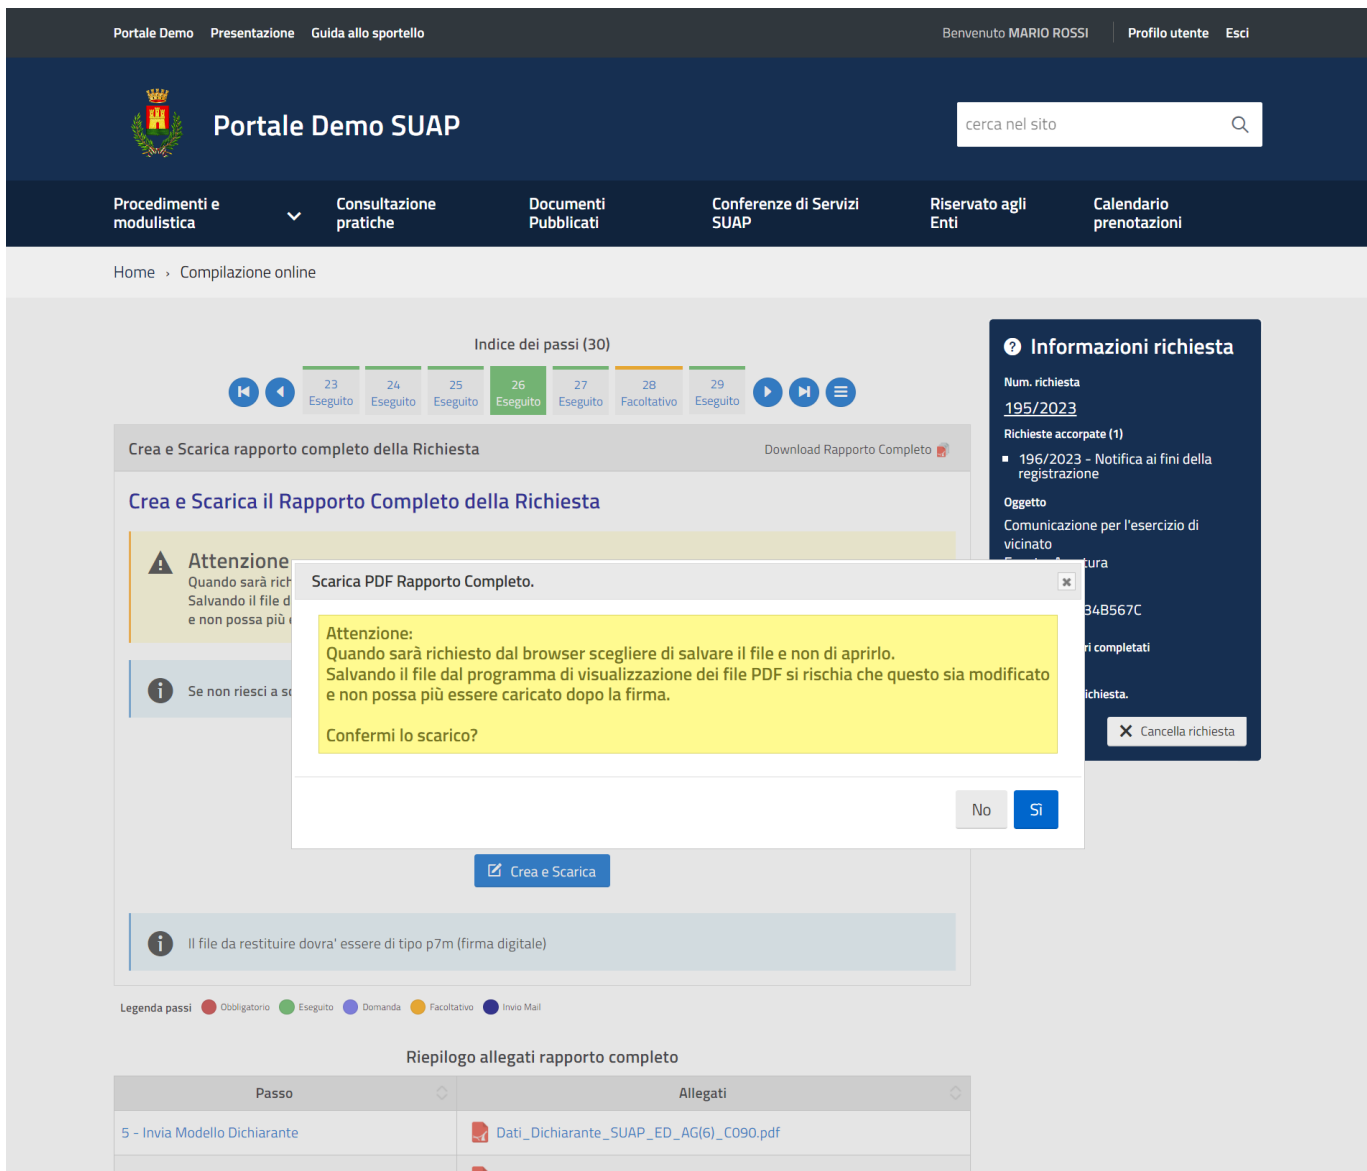 Portale Demo Presentazione Guida allo sportello Benvenuto MARIO ROSSI Profilo utente Esci
Portale Demo SUAP
cerca nel sito
Procedimenti e modulistica
Consultazione pratiche
Documenti Pubblicati
Conferenze di Servizi SUAP
Riservato agli Enti
Calendario prenotazioni
Home › Compilazione online
Indice dei passi (30)
23 Eseguito
24 Eseguito
25 Eseguito
26 Eseguito
27 Eseguito
28 Facoltativo
29 Eseguito
Crea e Scarica rapporto completo della Richiesta
Download Rapporto Completo
Crea e Scarica il Rapporto Completo della Richiesta
Attenzione
Quando sarà rich
Salvando il file d
e non possa più
Se non riesci a s
Scarica PDF Rapporto Completo.
Attenzione:
Quando sarà richiesto dal browser scegliere di salvare il file e non di aprirlo.
Salvando il file dal programma di visualizzazione dei file PDF si rischia che questo sia modificato
e non possa più essere caricato dopo la firma.
Confermi lo scarico?
No
Sì
Crea e Scarica
Il file da restituire dovra' essere di tipo p7m (firma digitale)
Legenda passi Obbligatorio Eseguito Domanda Facoltativo Invio Mail
Riepilogo allegati rapporto completo
Passo
Allegati
5 - Invia Modello Dichiarante
Dati_Dichiarante_SUAP_ED_AG(6)_C090.pdf
Informazioni richiesta
Num. richiesta
195/2023
Richieste accorpate (1)
196/2023 - Notifica ai fini della
registrazione
Oggetto
Comunicazione per l'esercizio di
vicinato
tura
34B567C
ri completati
ichiesta.
Cancella richiesta